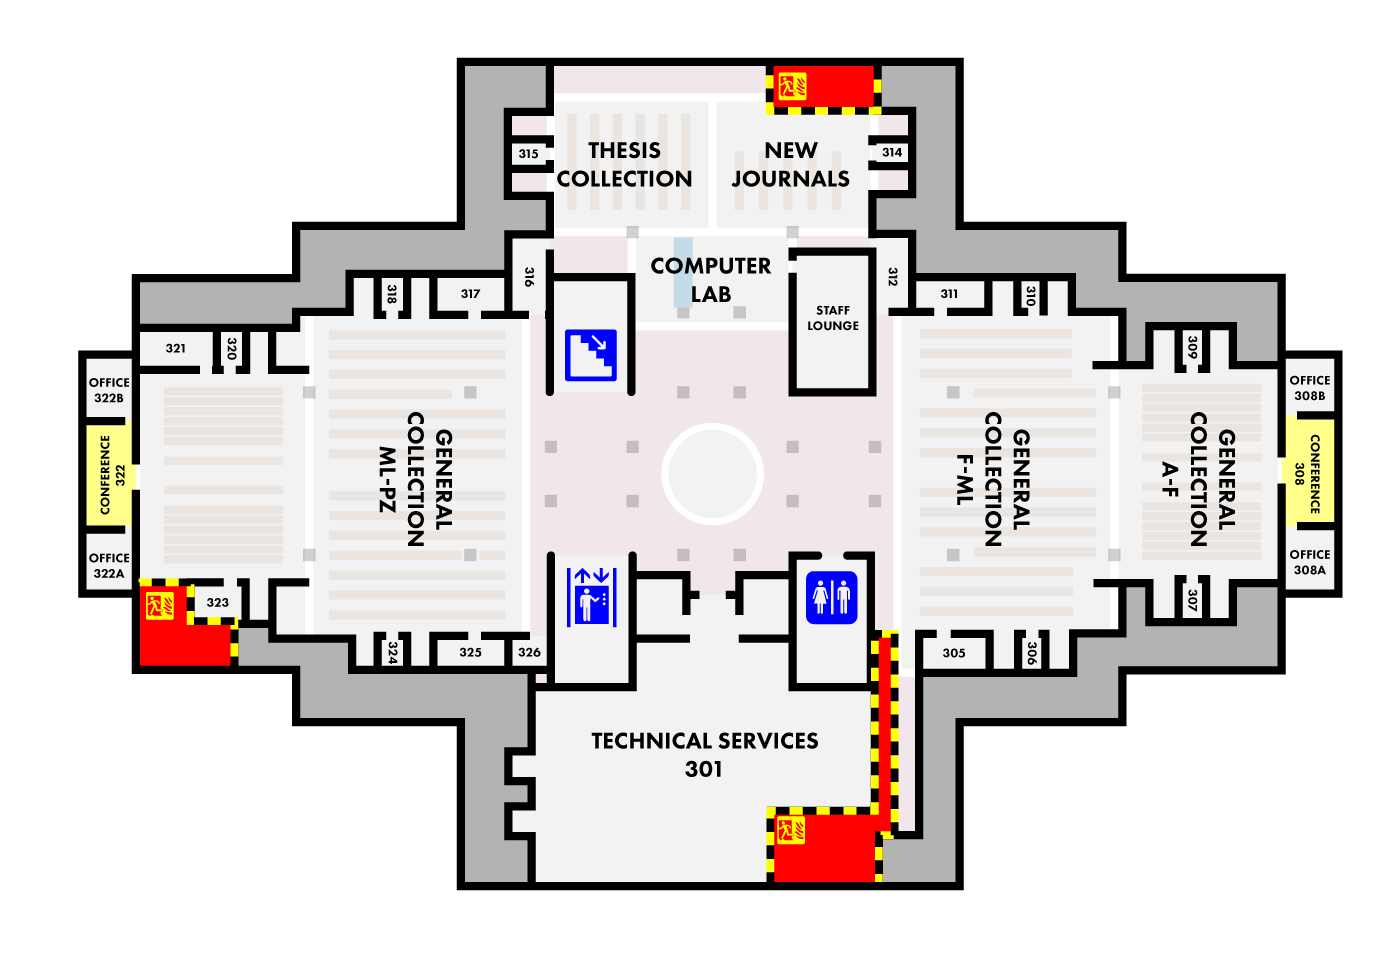 315
THESIS
COLLECTION
NEW
JOURNALS
314
316
COMPUTER
LAB
STAFF
LOUNGE
312
318
317
311
310
321
320
309
OFFICE
322B
OFFICE
308B
CONFERENCE
322
GENERAL
COLLECTION
ML-PZ
GENERAL
COLLECTION
F-ML
GENERAL
COLLECTION
A-F
CONFERENCE
308
OFFICE
322A
OFFICE
308A
323
307
324
325
326
305
306
TECHNICAL SERVICES
301